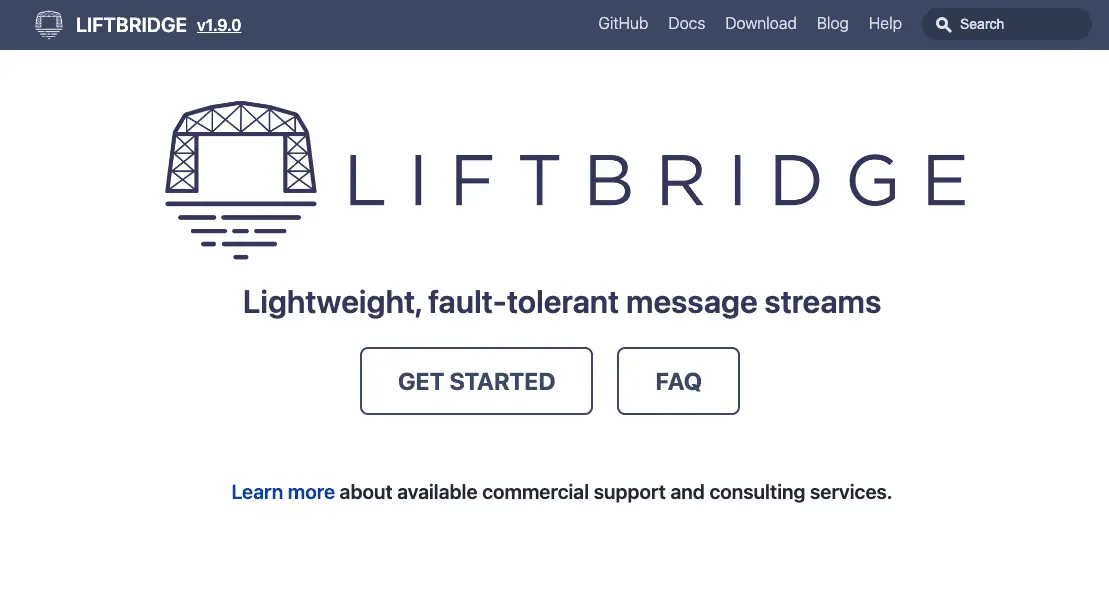 LIFTBRIDGE v1.9.0 GitHub Docs Download Blog Help Search
LIFTBRIDGE
Lightweight, fault-tolerant message streams
GET STARTED FAQ
Learn more about available commercial support and consulting services.